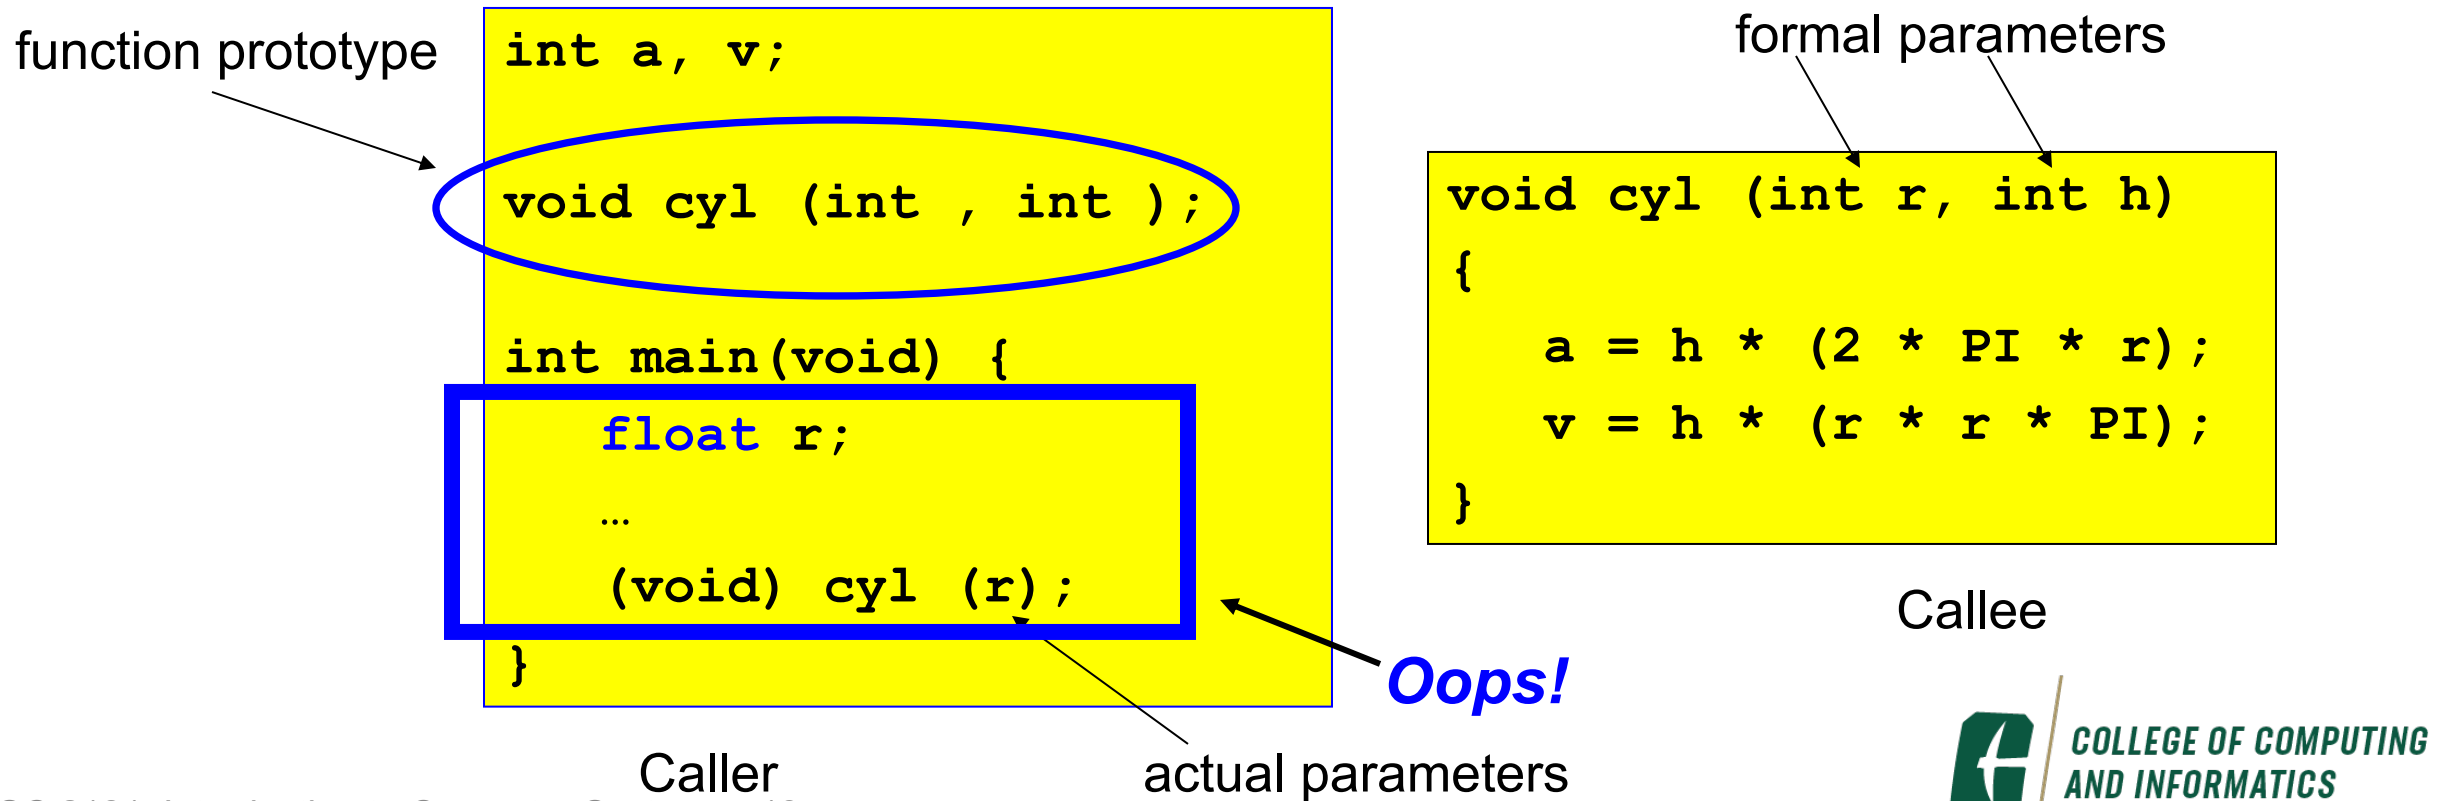 function prototype
int a, v;
void cyl (int , int );
int main(void) {
float r;
…
(void) cyl (r);
}
Caller
actual parameters
Oops!
formal parameters
void cyl (int r, int h)
{
a = h * (2 * PI * r);
v = h * (r * r * PI);
}
Callee
COLLEGE OF COMPUTING
AND INFORMATICS